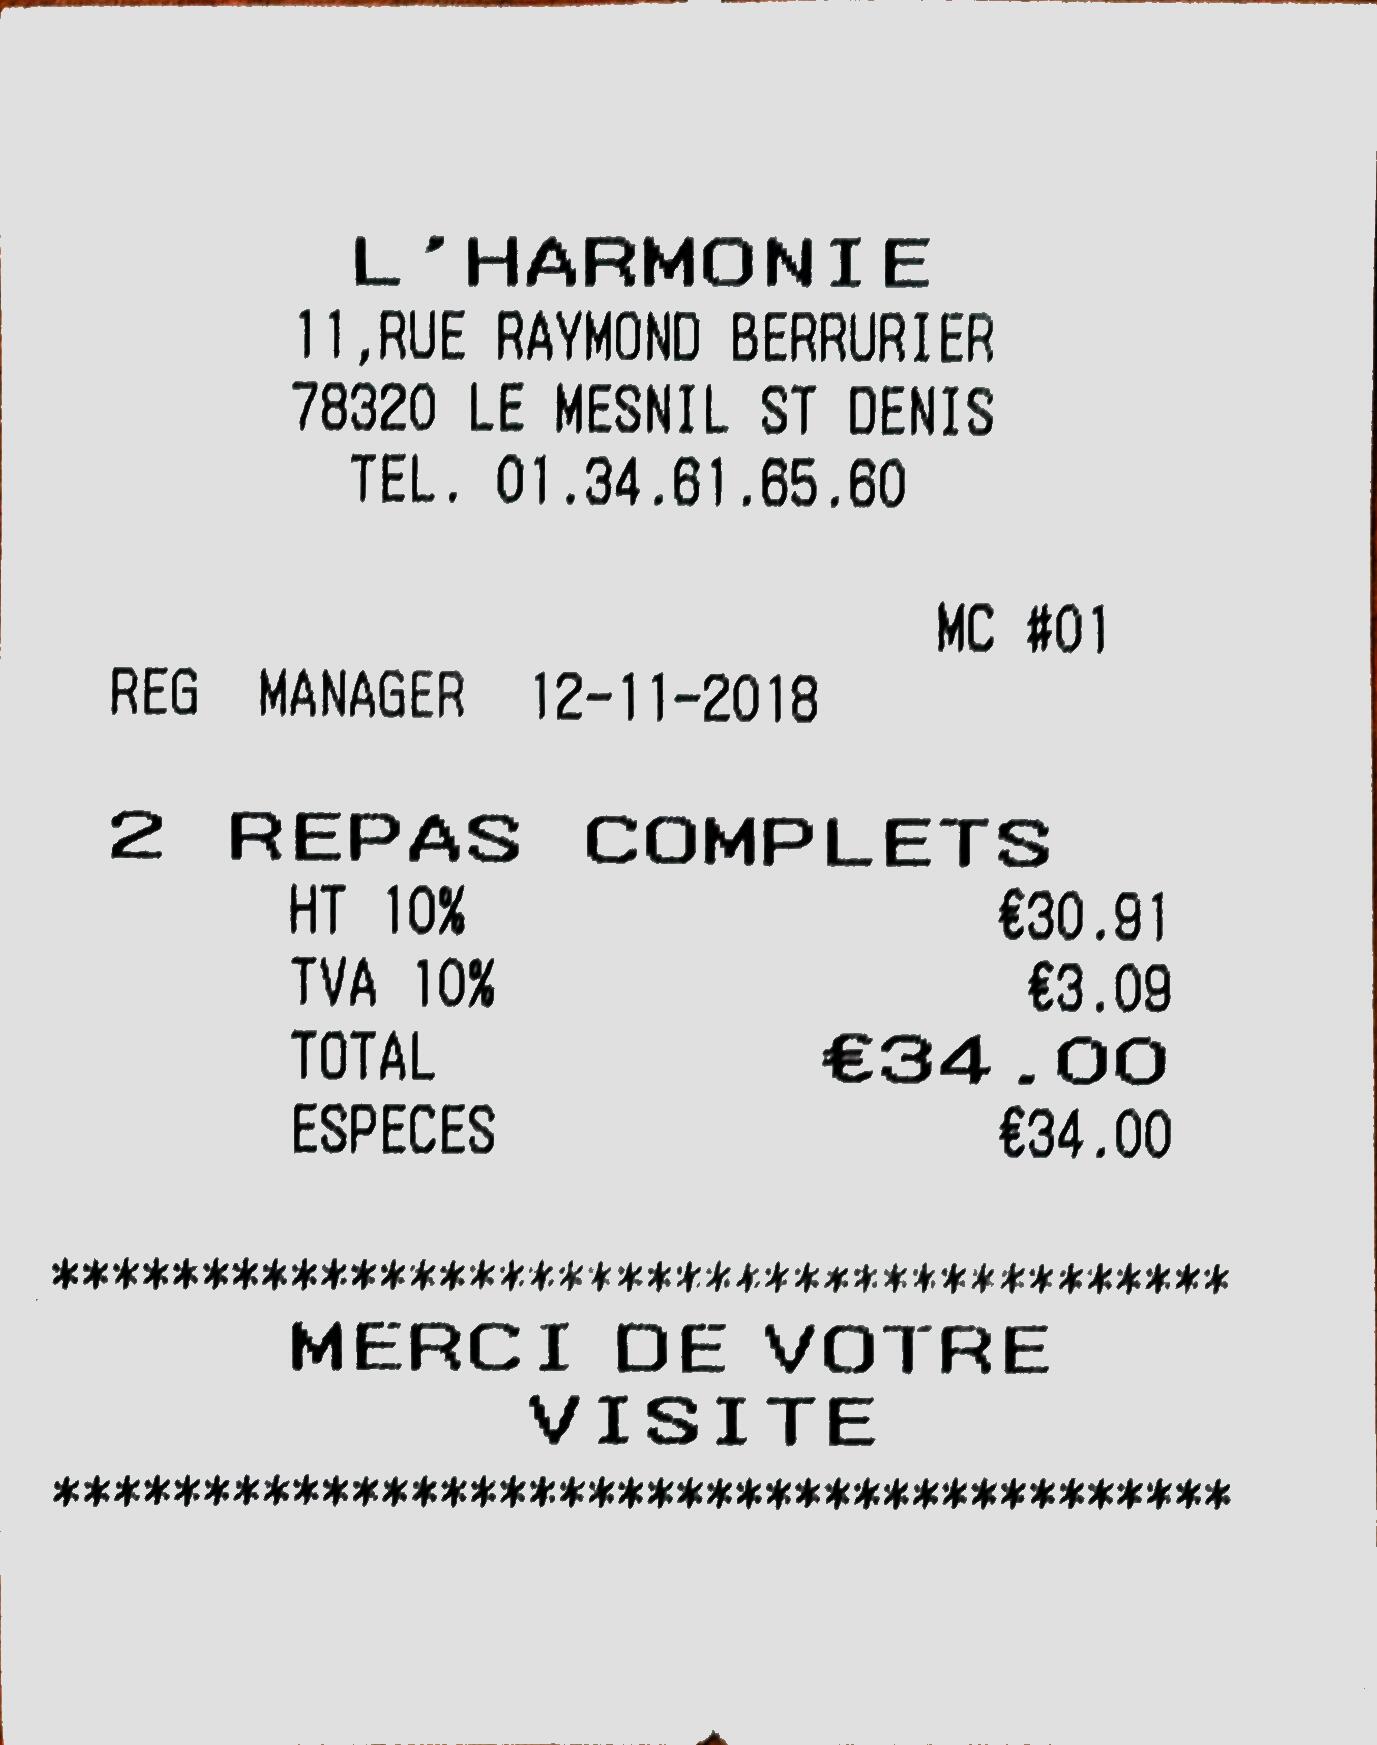 L'HARMONIE
11,RUE RAYMOND BERRURIER
78320 LE MESNIL ST DENIS
TEL. 01.34.61.65.60
MC #01
REG MANAGER 12-11-2018
2 REPAS COMPLETS
HT 10% €30.91
TVA 10% €3.09
TOTAL €34.00
ESPECES €34.00
****************************************
MERCI DE VOTRE
VISITE
****************************************